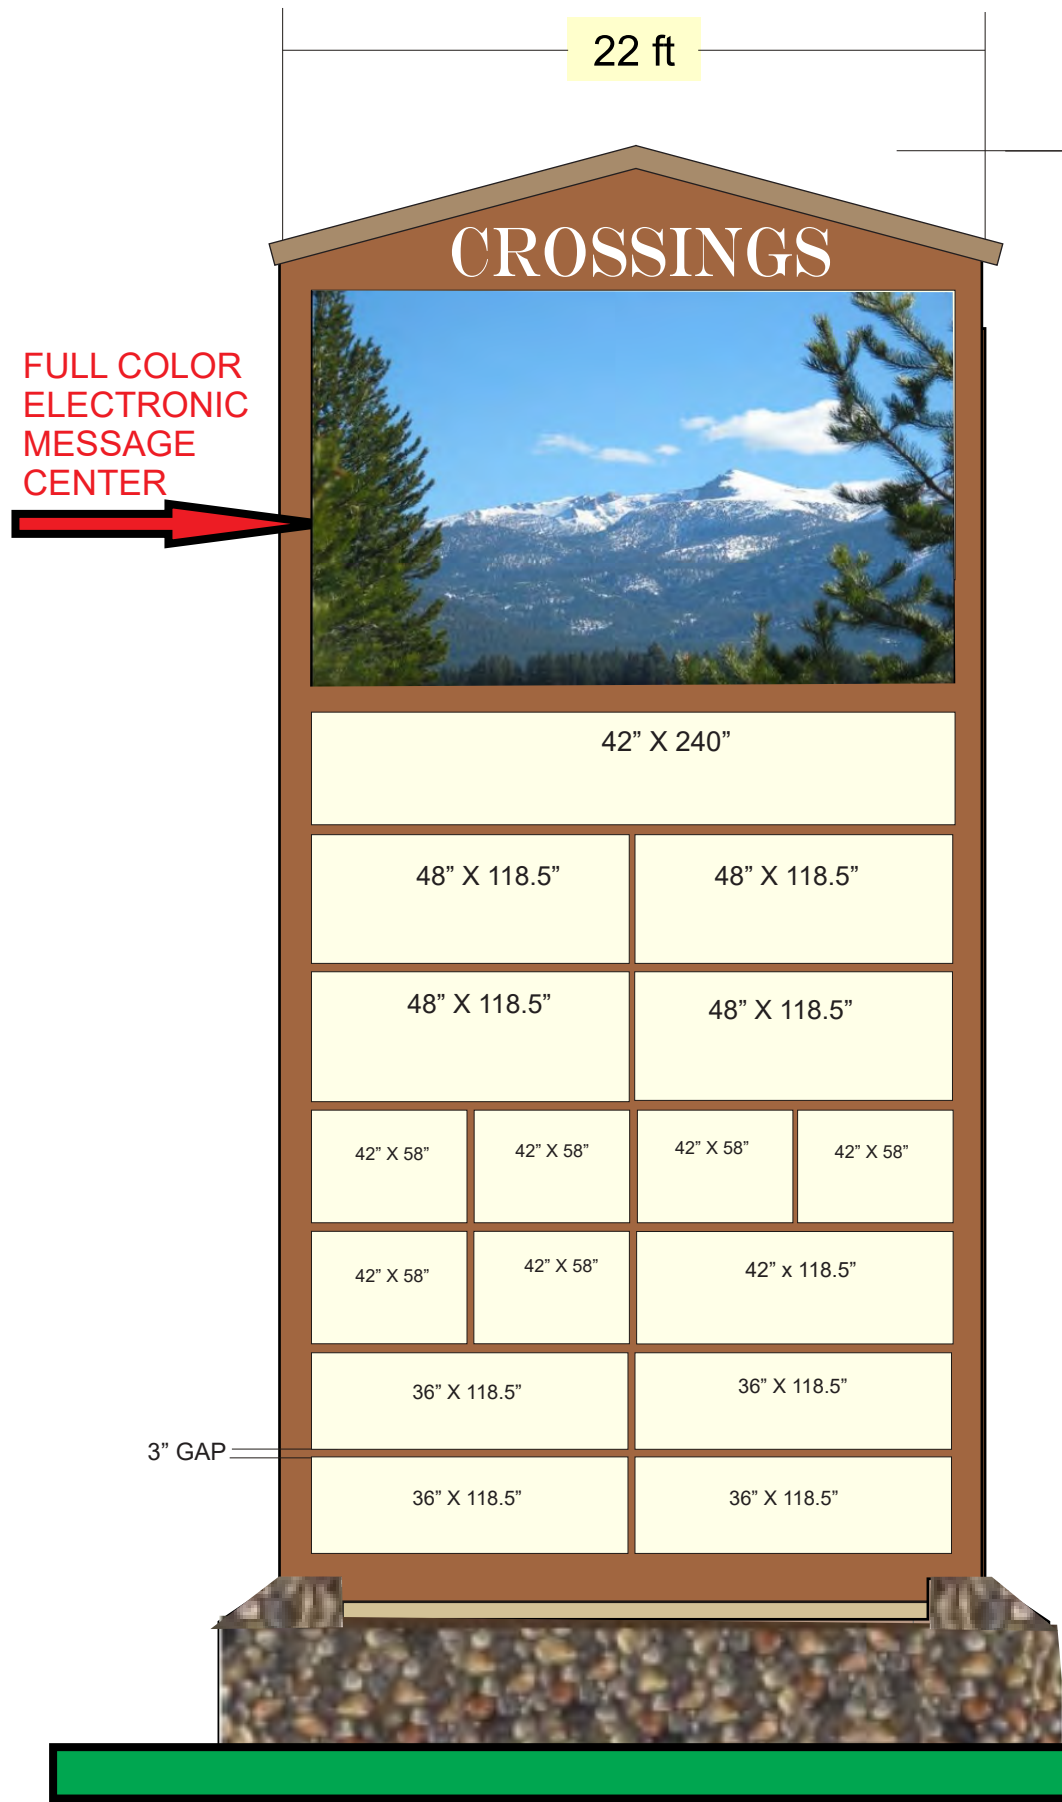 22 ft
CROSSINGS
FULL COLOR
ELECTRONIC
MESSAGE
CENTER
42” X 240”
48” X 118.5”
48” X 118.5”
48” X 118.5”
48” X 118.5”
42” X 58”
42” X 58”
42” X 58”
42” X 58”
42” X 58”
42” X 58”
42” x 118.5”
36” X 118.5”
36” X 118.5”
3” GAP
36” X 118.5”
36” X 118.5”